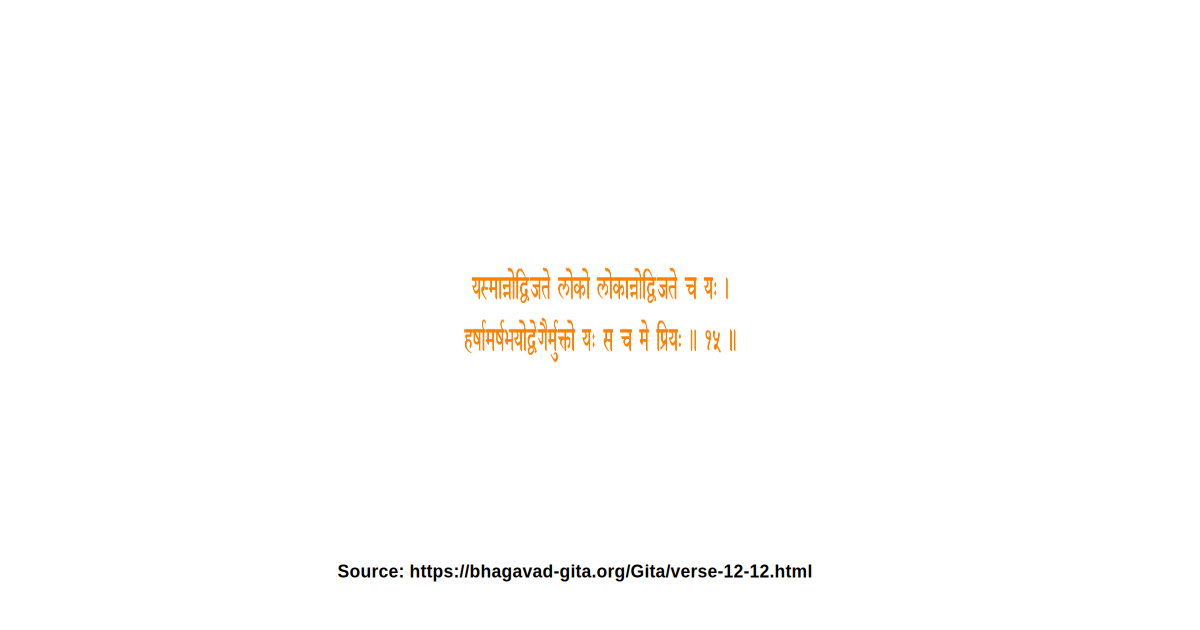 यस्मान्नोद्विजते लोको लोकान्नोद्विजते च यः ।
हर्षामर्षभयोद्वेगैर्मुक्तो यः स च मे प्रियः ॥ १५ ॥
Source: https://bhagavad-gita.org/Gita/verse-12-12.html